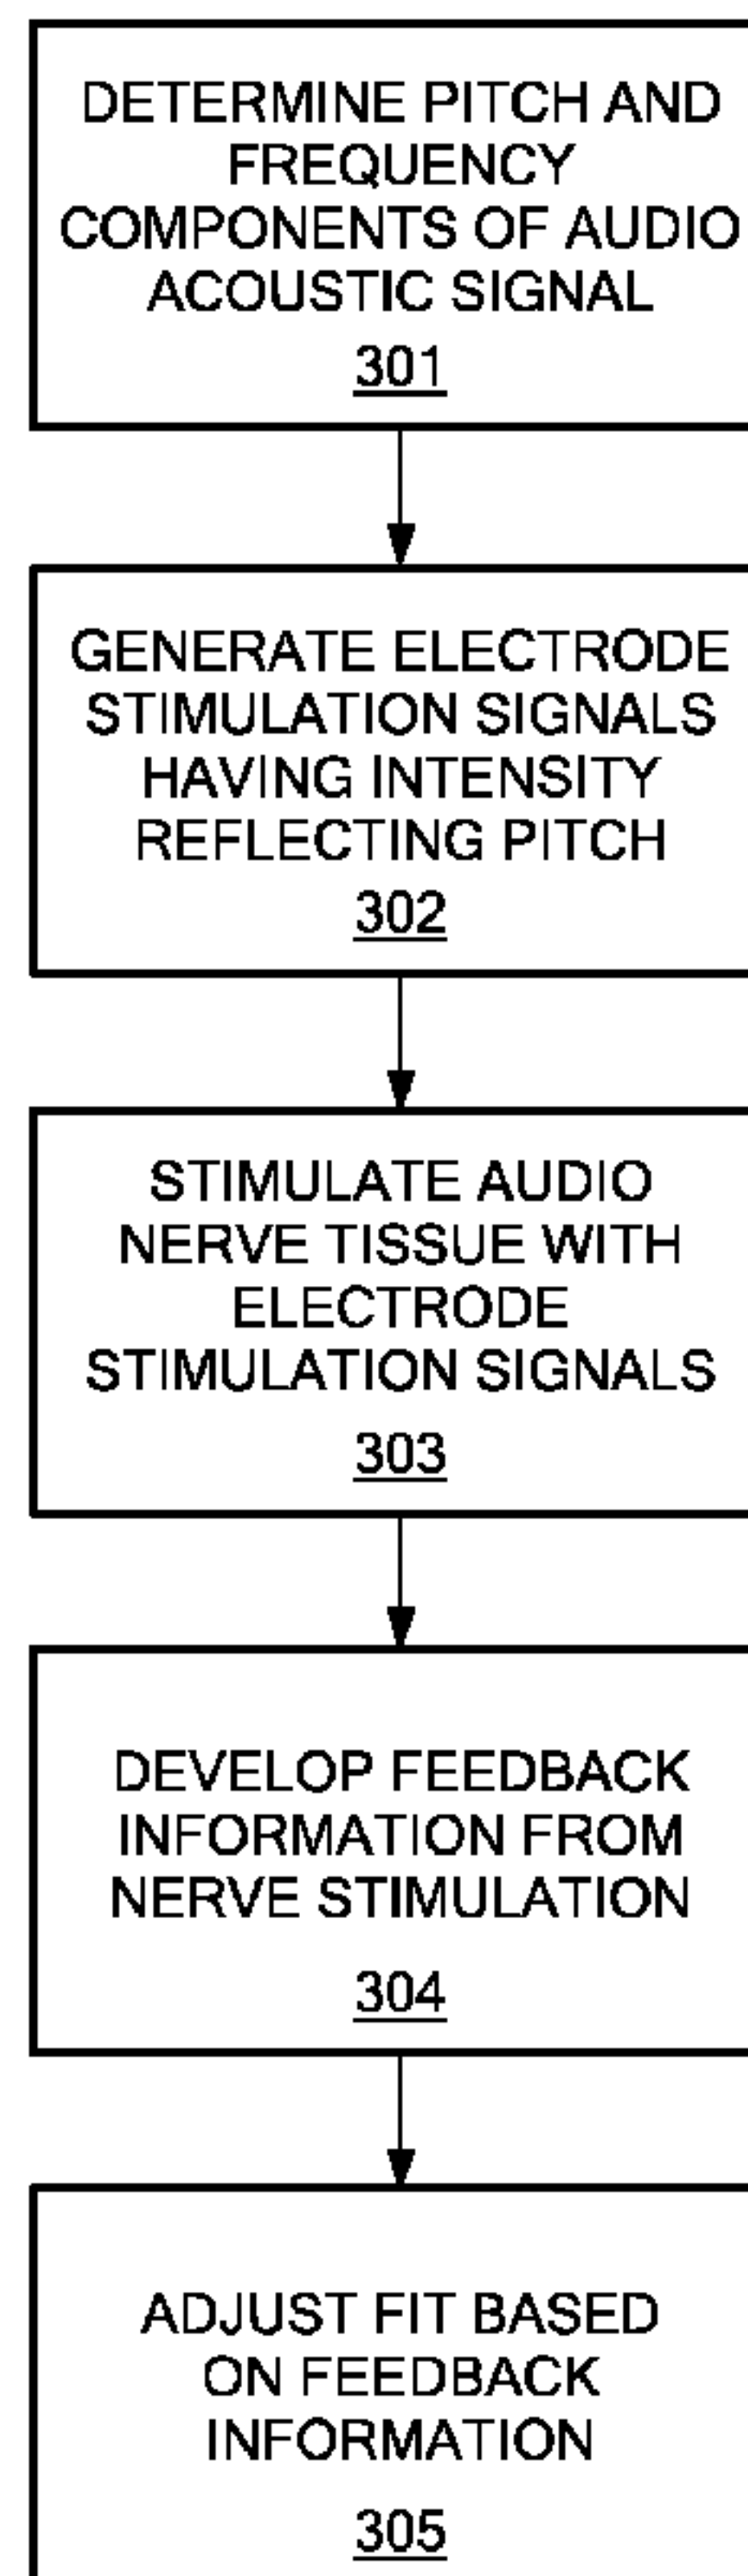 DETERMINE PITCH AND
FREQUENCY
COMPONENTS OF AUDIO
ACOUSTIC SIGNAL
301
GENERATE ELECTRODE
STIMULATION SIGNALS
HAVING INTENSITY
REFLECTING PITCH
302
STIMULATE AUDIO
NERVE TISSUE WITH
ELECTRODE
STIMULATION SIGNALS
303
DEVELOP FEEDBACK
INFORMATION FROM
NERVE STIMULATION
304
ADJUST FIT BASED
ON FEEDBACK
INFORMATION
305